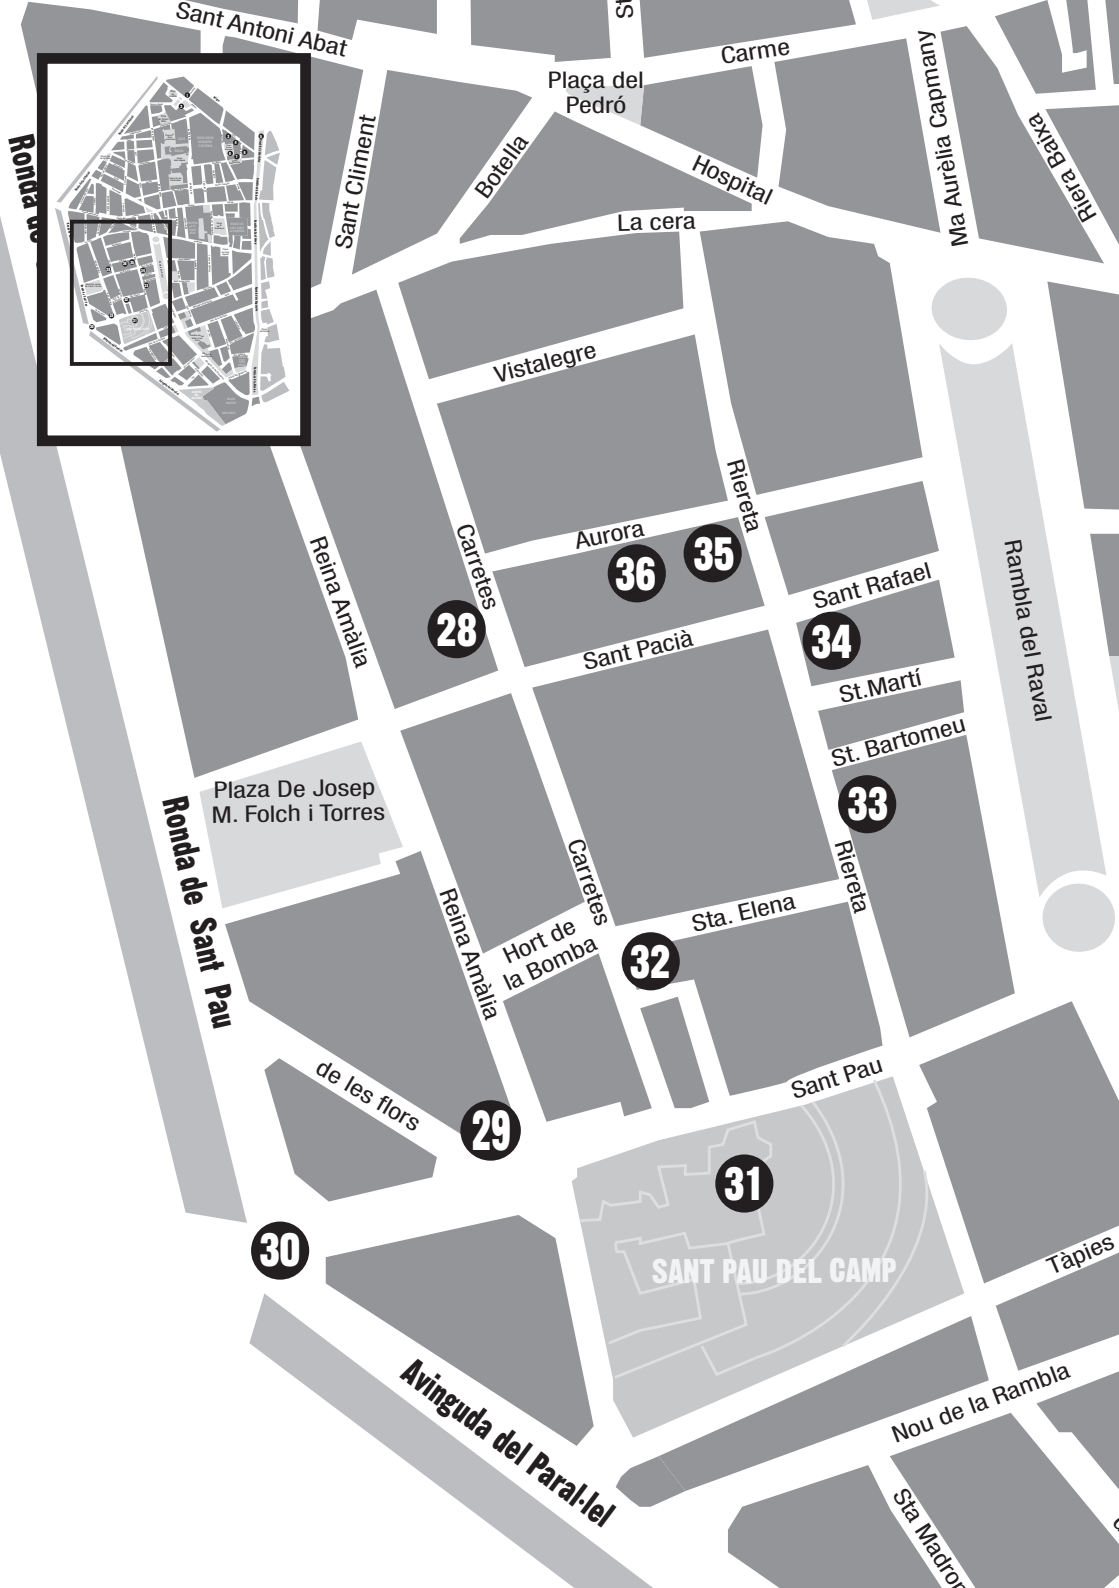 Sant Antoni Abat
St
Carme
Plaça del
Pedró
Ma Aurèlia Capmany
Riera Baixa
Sant Climent
Botella
Hospital
La cera
Ronda de
Vistalegre
Riereta
Aurora
Carretes
Reina Amàlia
36
35
28
Sant Rafael
34
Sant Pacià
St.Martí
Rambla del Raval
St. Bartomeu
Plaza De Josep
M. Folch i Torres
33
Ronda de Sant Pau
Carretes
Riereta
Reina Amàlia
Sta. Elena
Hort de
la Bomba
32
de les flors
Sant Pau
29
31
30
SANT PAU DEL CAMP
Tàpies
Avinguda del Paral·lel
Nou de la Rambla
Sta Madron